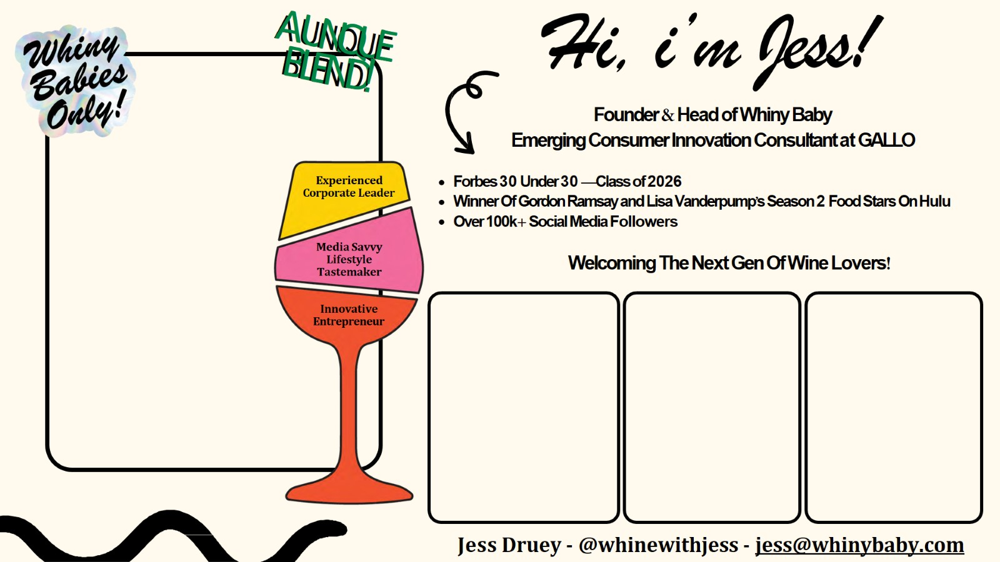 Whiny
Babies
Only!
AUNQUE
BLEND!
Hi, i'm Jess!
Founder & Head of Whiny Baby
Emerging Consumer Innovation Consultant at GALLO
• Forbes 30 Under 30 —Class of 2026
• Winner Of Gordon Ramsay and Lisa Vanderpump's Season 2 Food Stars On Hulu
• Over 100k+ Social Media Followers
Welcoming The Next Gen Of Wine Lovers!
Experienced
Corporate Leader
Media Savvy
Lifestyle
Tastemaker
Innovative
Entrepreneur
Jess Druey - @whinewithjess - jess@whinybaby.com